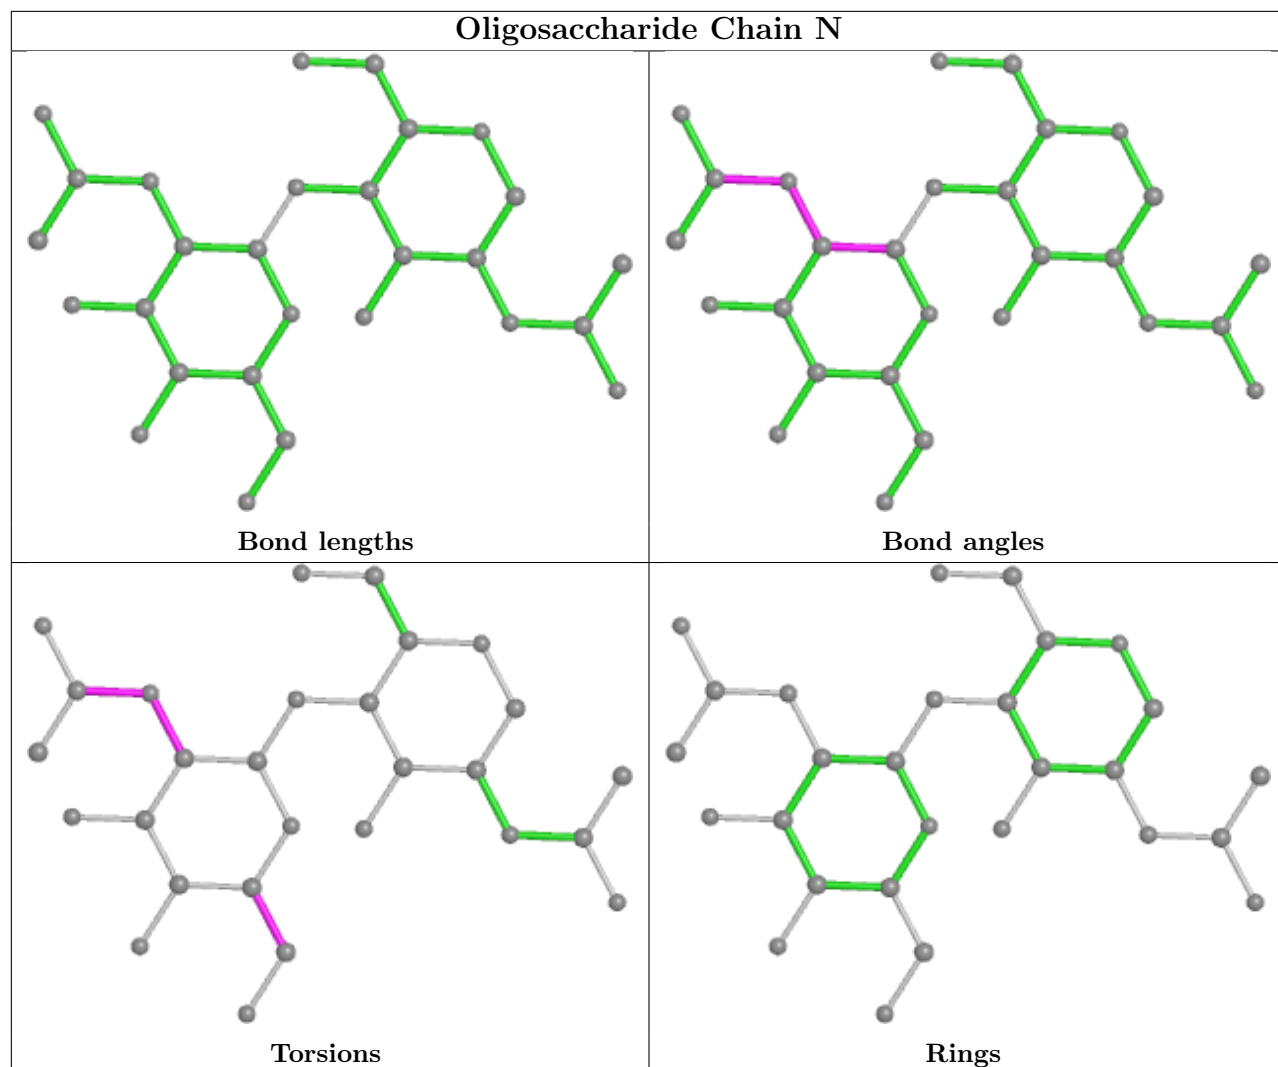 Oligosaccharide Chain N
Bond lengths
Bond angles
Torsions
Rings